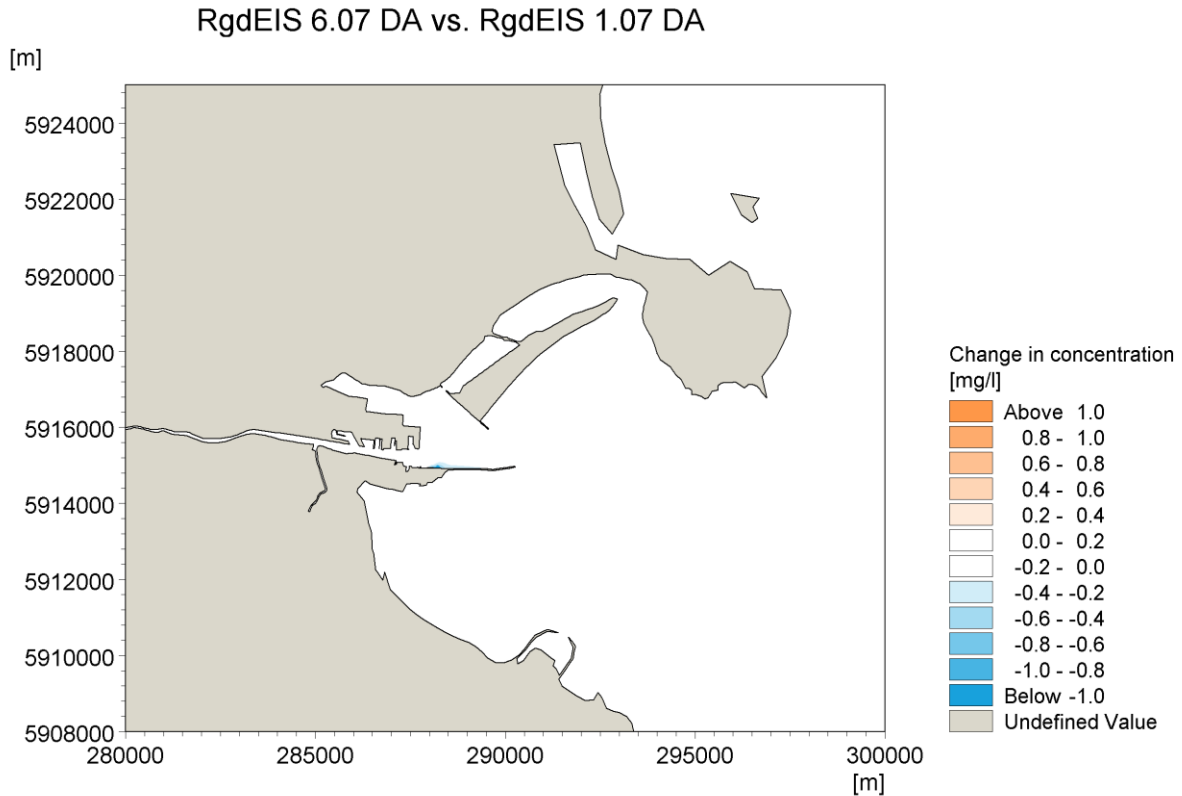 RgdEIS 6.07 DA vs. RgdEIS 1.07 DA
[m]
5924000
5922000
5920000
5918000
5916000
5914000
5912000
5910000
5908000
280000 285000 290000 295000 300000
[m]
Change in concentration
[mg/l]
Above 1.0
0.8 - 1.0
0.6 - 0.8
0.4 - 0.6
0.2 - 0.4
0.0 - 0.2
-0.2 - 0.0
-0.4 - -0.2
-0.6 - -0.4
-0.8 - -0.6
-1.0 - -0.8
Below -1.0
Undefined Value